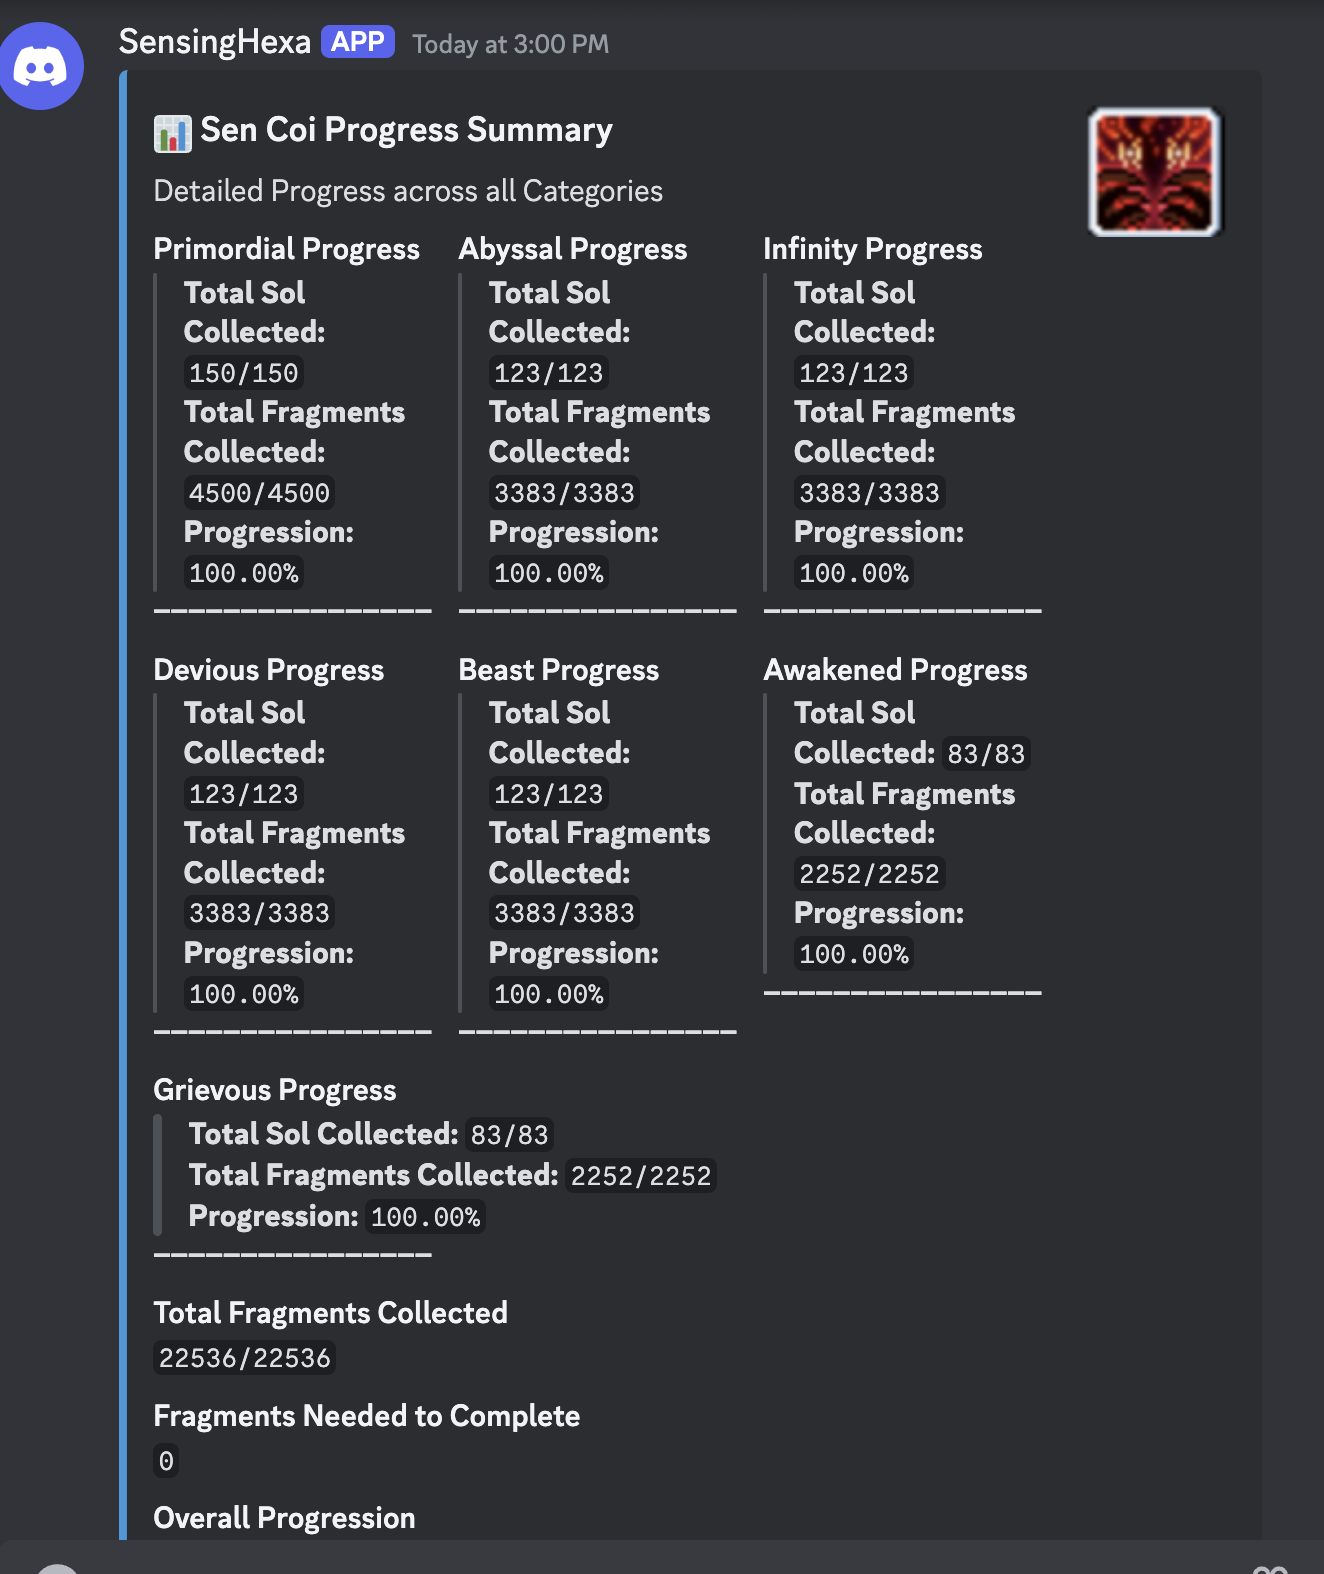 SensingHexa APP Today at 3:00 PM
Sen Coi Progress Summary
Detailed Progress across all Categories
Primordial Progress
Total Sol
Collected:
150/150
Total Fragments
Collected:
4500/4500
Progression:
100.00%
Abyssal Progress
Total Sol
Collected:
123/123
Total Fragments
Collected:
3383/3383
Progression:
100.00%
Infinity Progress
Total Sol
Collected:
123/123
Total Fragments
Collected:
3383/3383
Progression:
100.00%
Devious Progress
Total Sol
Collected:
123/123
Total Fragments
Collected:
3383/3383
Progression:
100.00%
Beast Progress
Total Sol
Collected:
123/123
Total Fragments
Collected:
3383/3383
Progression:
100.00%
Awakened Progress
Total Sol
Collected: 83/83
Total Fragments
Collected:
2252/2252
Progression:
100.00%
Grievous Progress
Total Sol Collected: 83/83
Total Fragments Collected: 2252/2252
Progression: 100.00%
Total Fragments Collected
22536/22536
Fragments Needed to Complete
0
Overall Progression